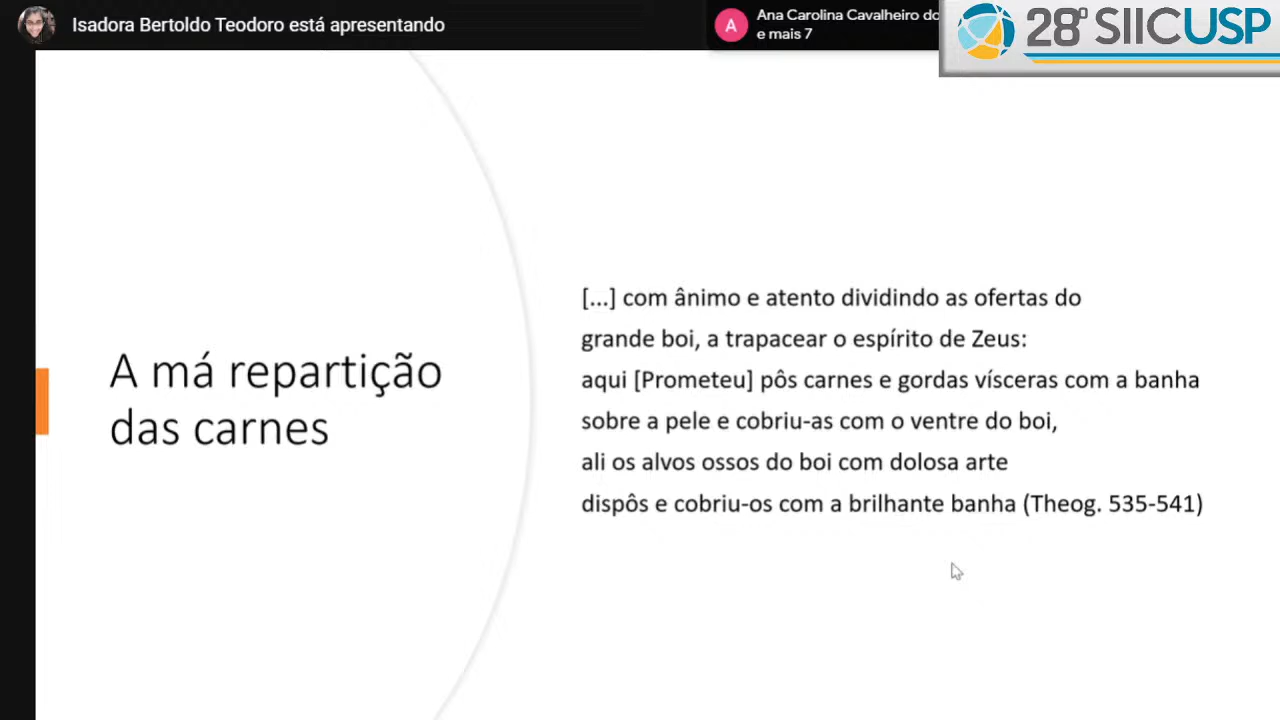 Isadora Bertoldo Teodoro está apresentando
A
Ana Carolina Cavalheiro do
e mais 7
28º SIICUSP
A má repartição
das carnes
[...] com ânimo e atento dividindo as ofertas do
grande boi, a trapacear o espírito de Zeus:
aqui [Prometeu] pôs carnes e gordas vísceras com a banha
sobre a pele e cobriu-as com o ventre do boi,
ali os alvos ossos do boi com dolosa arte
dispôs e cobriu-os com a brilhante banha (Theog. 535-541)